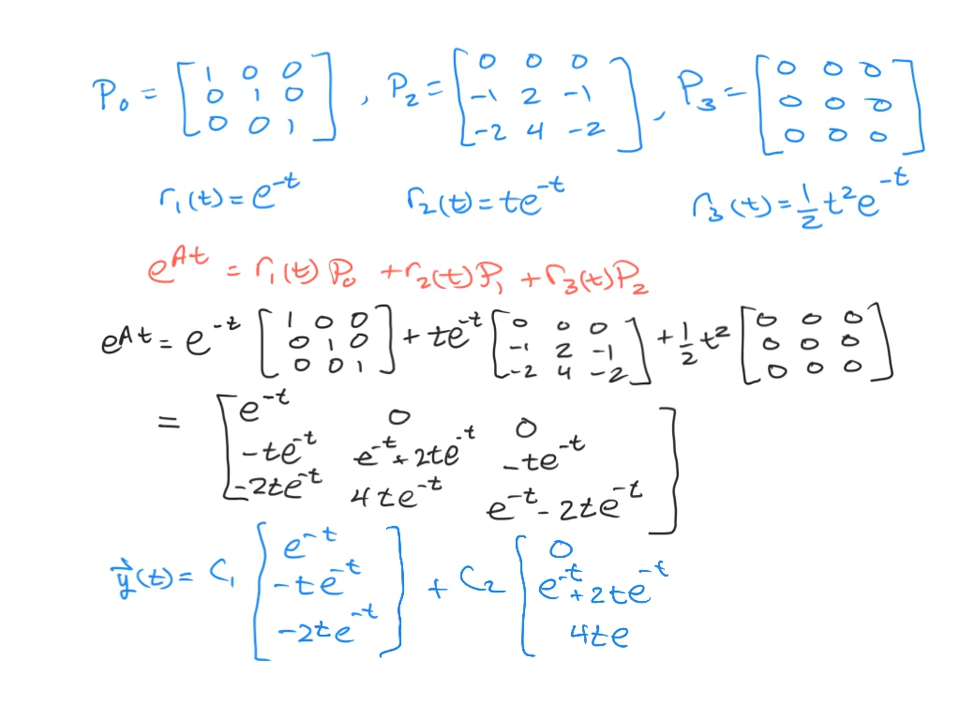 P₀ = [1 0 0; 0 1 0; 0 0 1], P₂ = [0 0 0; -1 2 -1; -2 4 -2], P₃ = [0 0 0; 0 0 0; 0 0 0]
r₁(t) = e^{-t} r₂(t) = te^{-t} r₃(t) = ½ t² e^{-t}
e^{At} = r₁(t) P₀ + r₂(t) P₁ + r₃(t) P₂
e^{At} = e^{-t} [1 0 0; 0 1 0; 0 0 1] + te^{-t} [0 0 0; -1 2 -1; -2 4 -2] + ½ t² [0 0 0; 0 0 0; 0 0 0]
= [e^{-t} 0 0; -te^{-t} e^{-t}+2te^{-t} -te^{-t}; -2te^{-t} 4te^{-t} e^{-t}-2te^{-t}]
y⃗(t) = C₁ [e^{-t}; -te^{-t}; -2te^{-t}] + C₂ [0; e^{-t}+2te^{-t}; 4te